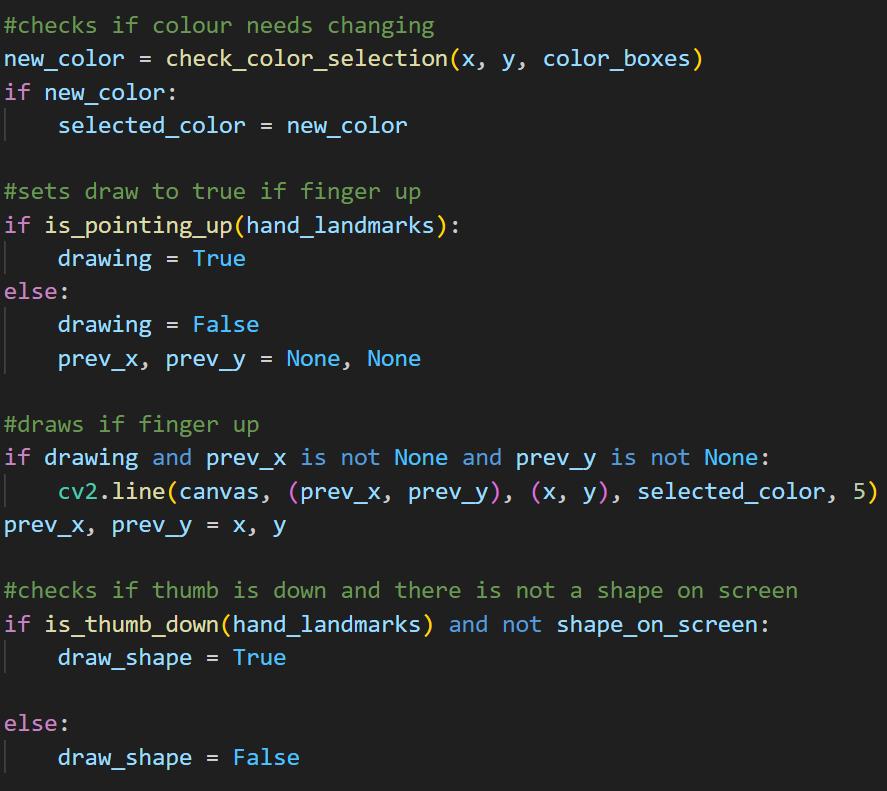 #checks if colour needs changing
new_color = check_color_selection(x, y, color_boxes)
if new_color:
    selected_color = new_color

#sets draw to true if finger up
if is_pointing_up(hand_landmarks):
    drawing = True
else:
    drawing = False
    prev_x, prev_y = None, None

#draws if finger up
if drawing and prev_x is not None and prev_y is not None:
    cv2.line(canvas, (prev_x, prev_y), (x, y), selected_color, 5)
prev_x, prev_y = x, y

#checks if thumb is down and there is not a shape on screen
if is_thumb_down(hand_landmarks) and not shape_on_screen:
    draw_shape = True

else:
    draw_shape = False